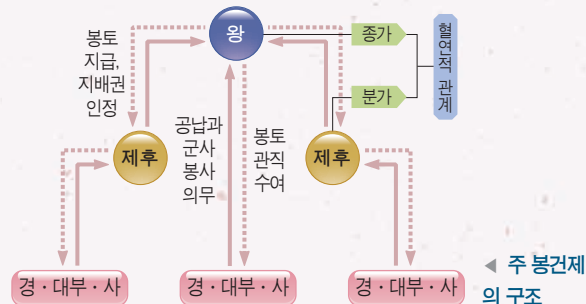 왕
종가
분가
혈연적 관계
봉토
지급,
지배권
인정
공납과
군사
봉사
의무
봉토
관직
수여
제후
제후
경·대부·사
경·대부·사
경·대부·사
◀ 주 봉건제
의 구조